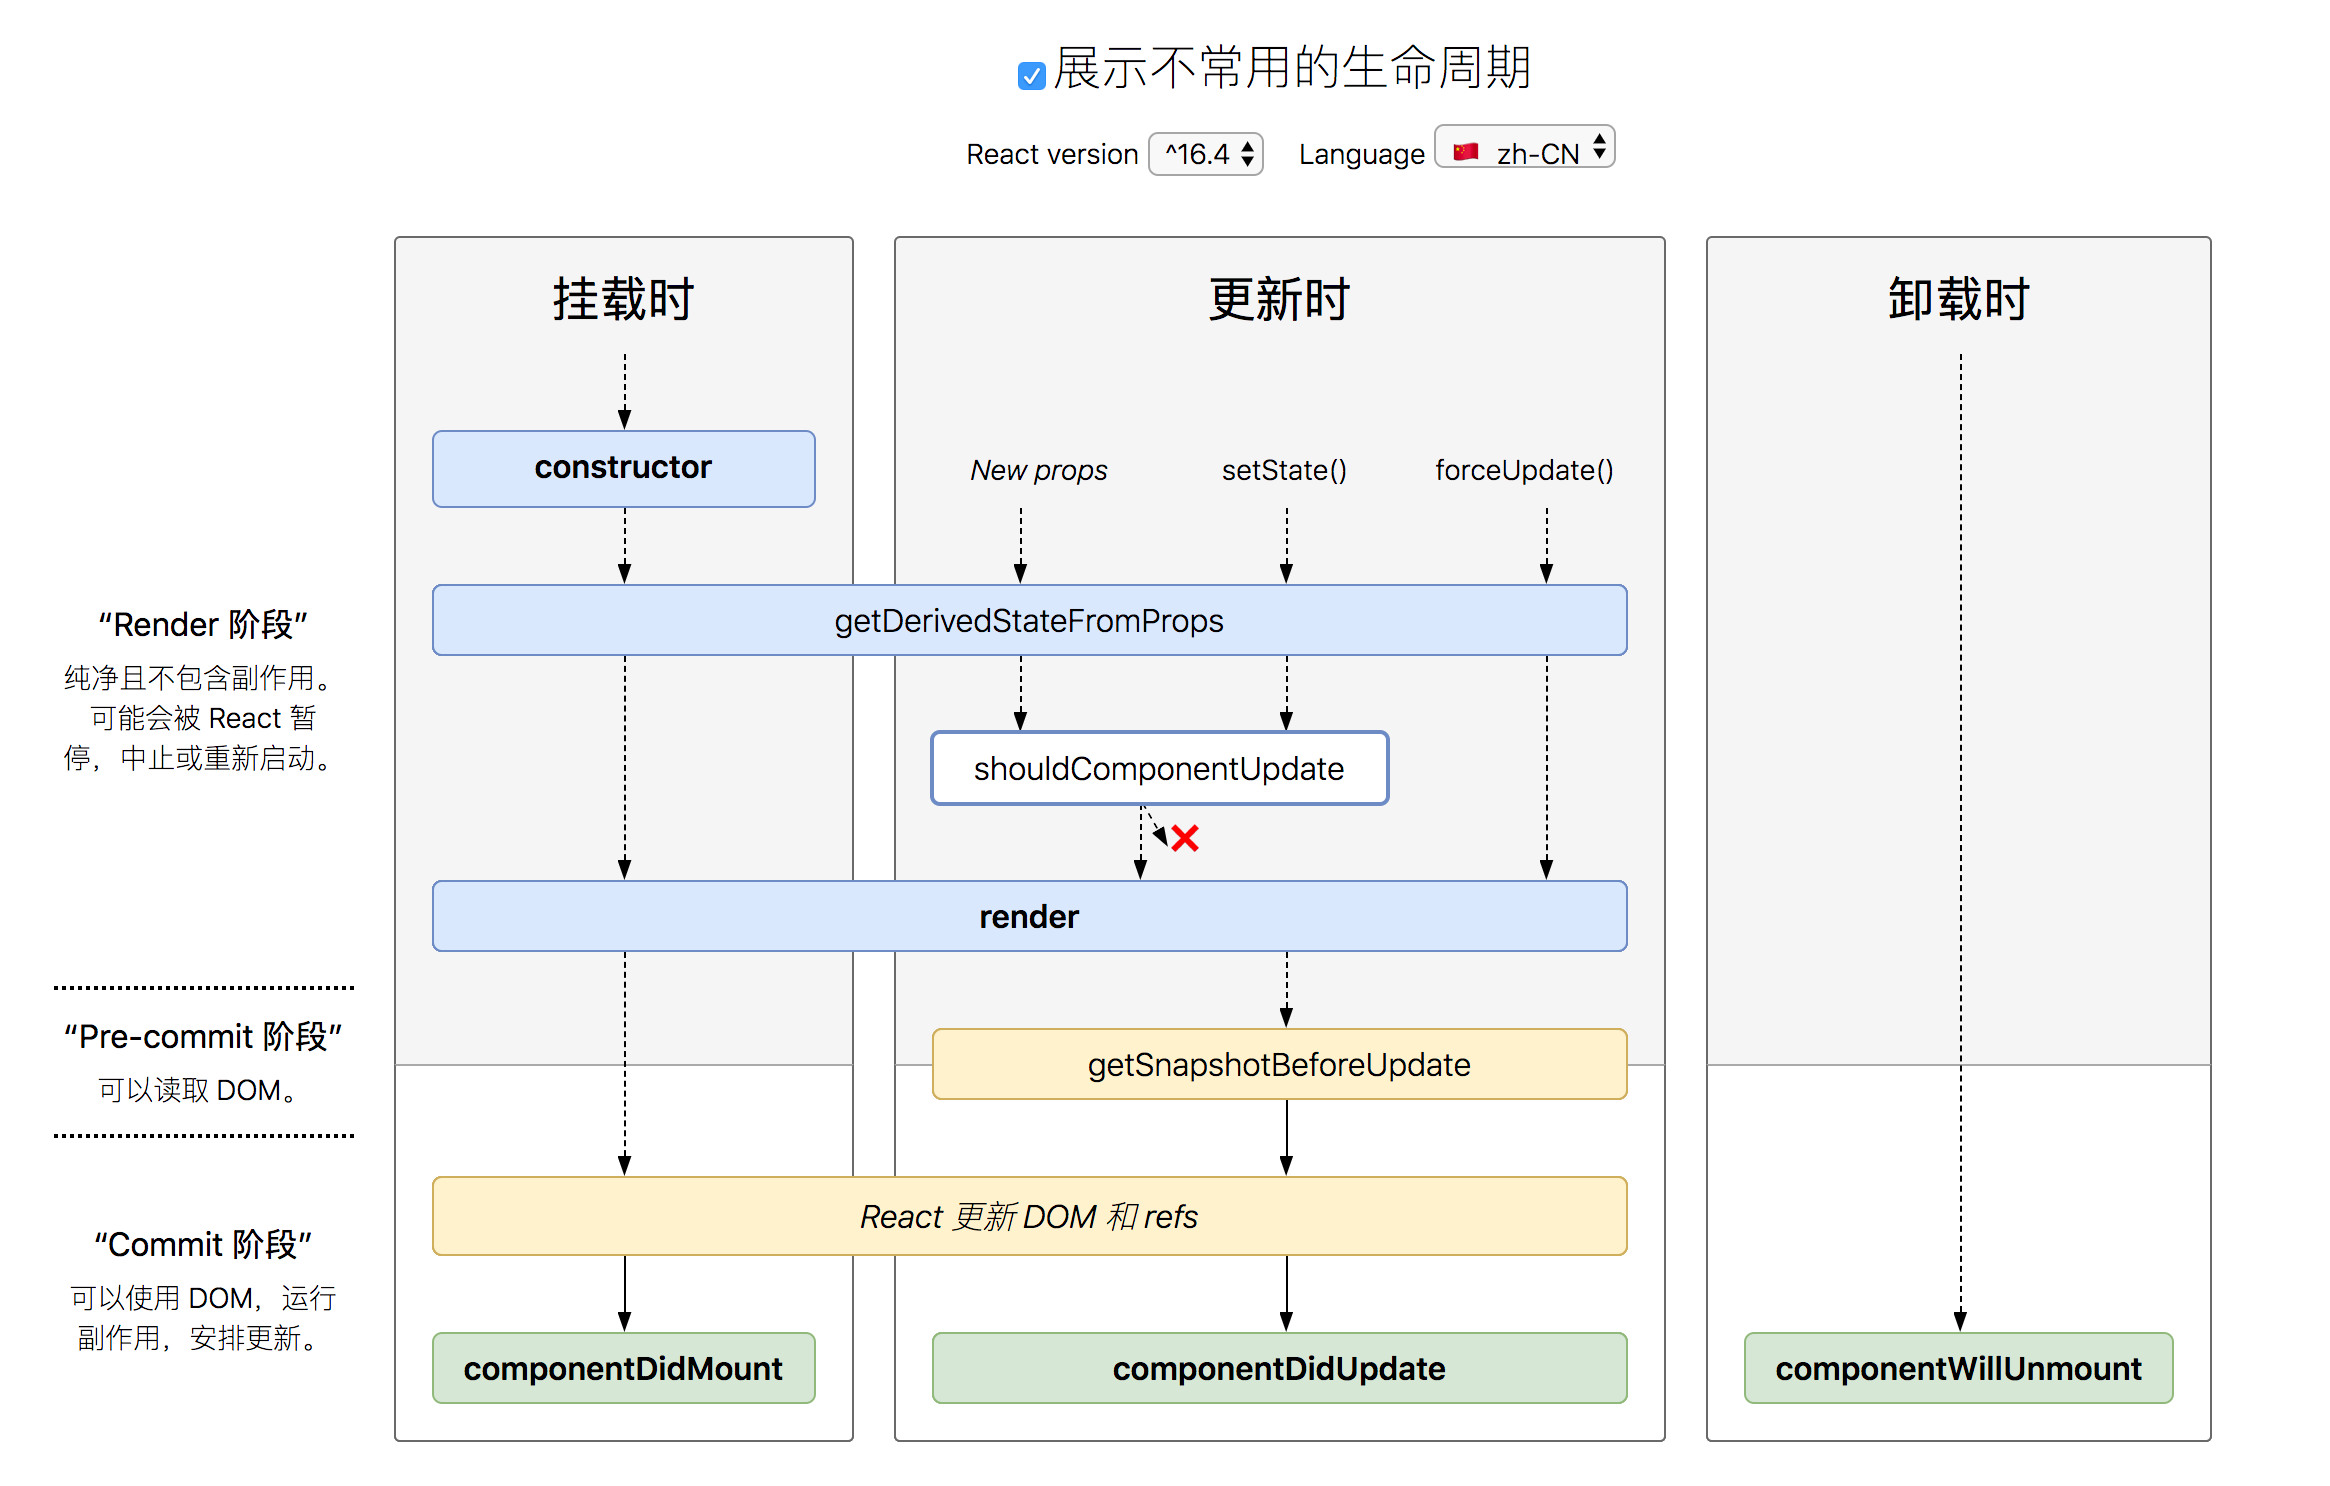 展示不常用的生命周期
React version ^16.4 Language zh-CN
挂载时
更新时
卸载时
constructor
New props
setState()
forceUpdate()
getDerivedStateFromProps
“Render 阶段”
纯净且不包含副作用。
可能会被 React 暂
停，中止或重新启动。
shouldComponentUpdate
render
“Pre-commit 阶段”
可以读取 DOM。
getSnapshotBeforeUpdate
React 更新 DOM 和 refs
“Commit 阶段”
可以使用 DOM，运行
副作用，安排更新。
componentDidMount
componentDidUpdate
componentWillUnmount